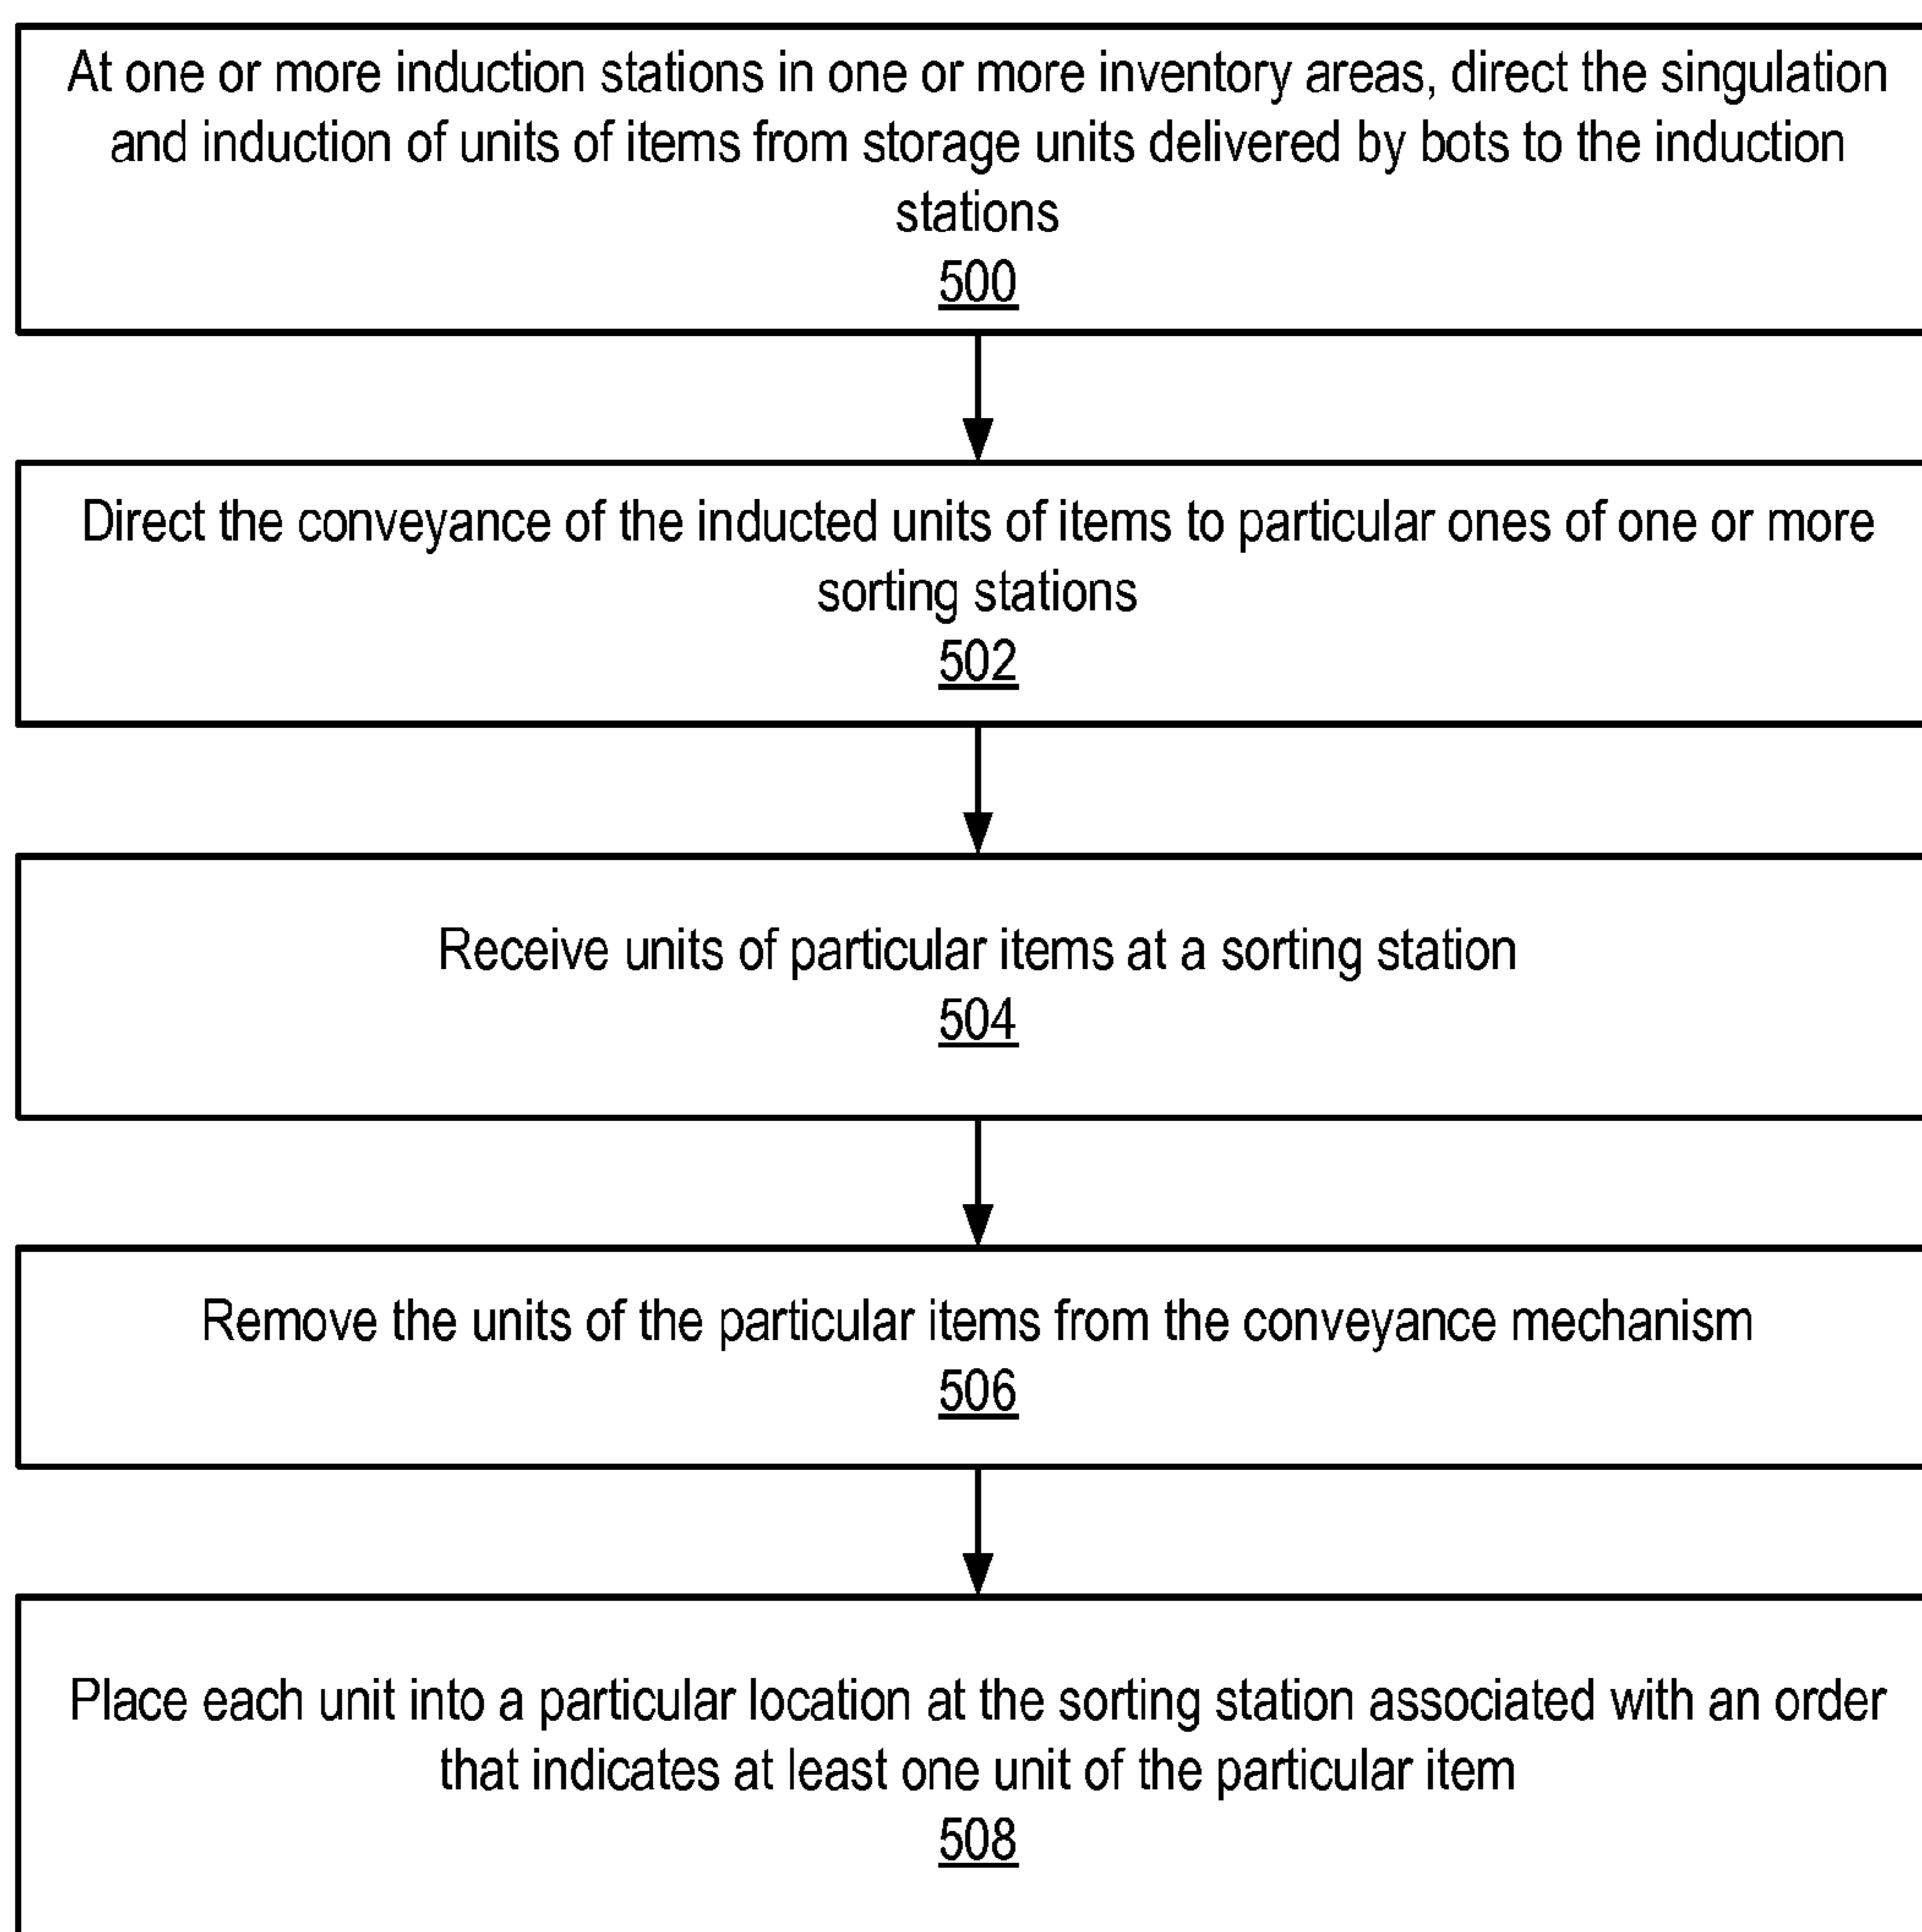 At one or more induction stations in one or more inventory areas, direct the singulation
and induction of units of items from storage units delivered by bots to the induction
stations
500
Direct the conveyance of the inducted units of items to particular ones of one or more
sorting stations
502
Receive units of particular items at a sorting station
504
Remove the units of the particular items from the conveyance mechanism
506
Place each unit into a particular location at the sorting station associated with an order
that indicates at least one unit of the particular item
508